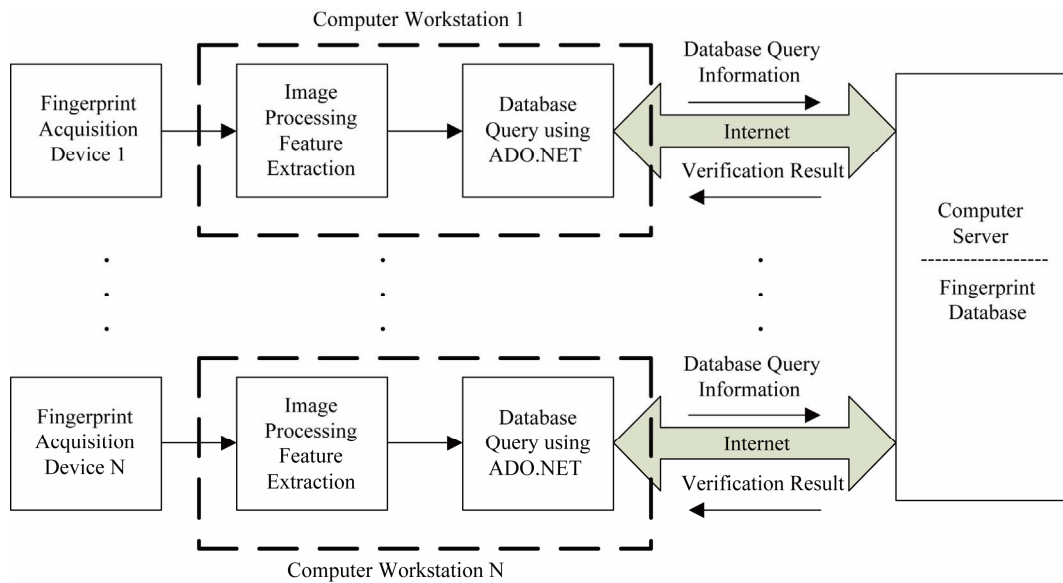 Computer Workstation 1
Fingerprint
Acquisition
Device 1
Image
Processing
Feature
Extraction
Database
Query using
ADO.NET
Database Query
Information
Internet
Verification Result
Computer
Server
Fingerprint
Database
Fingerprint
Acquisition
Device N
Image
Processing
Feature
Extraction
Database
Query using
ADO.NET
Database Query
Information
Internet
Verification Result
Computer Workstation N